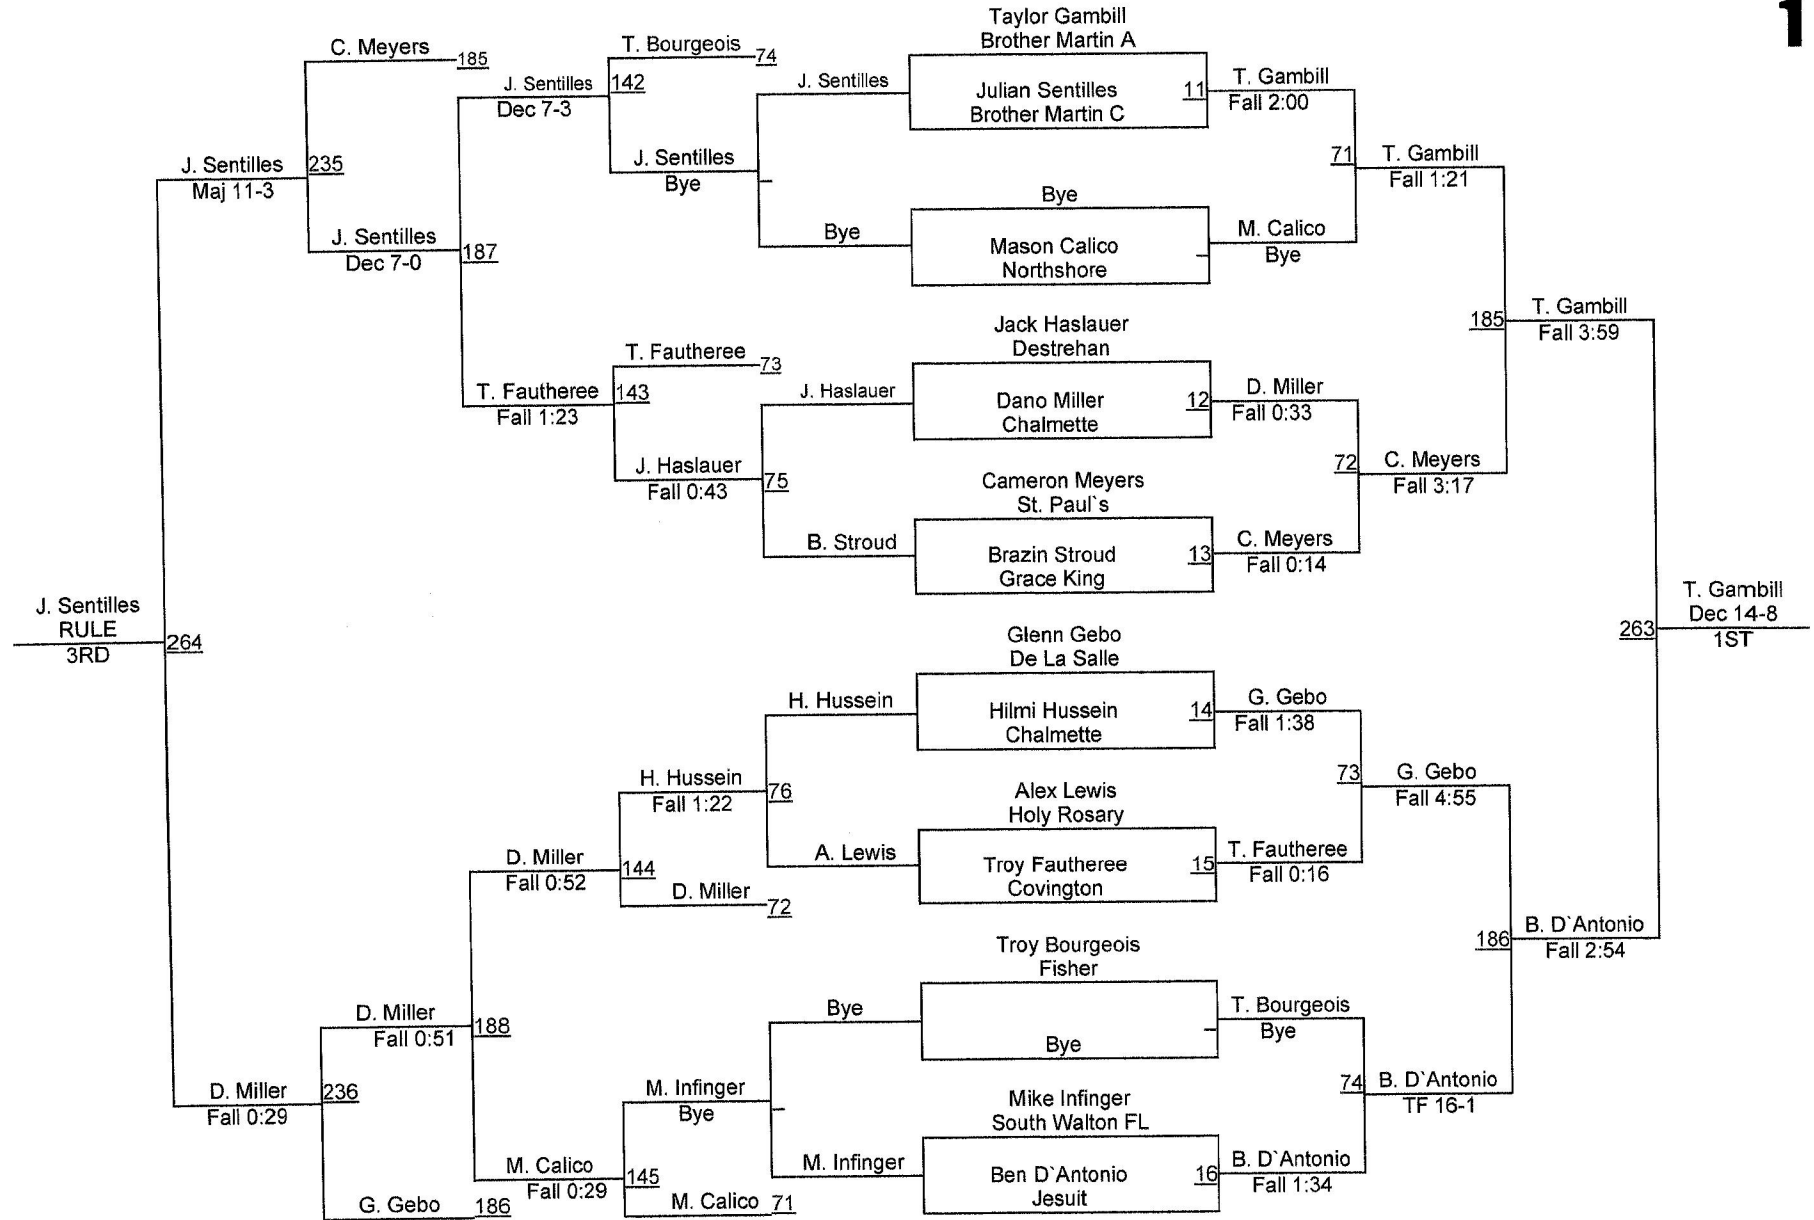 1
Taylor Gambill
Brother Martin A
Julian Sentilles
Brother Martin C
11
Bye
Mason Calico
Northshore
Jack Haslauer
Destrehan
Dano Miller
Chalmette
12
Cameron Meyers
St. Paul`s
Brazin Stroud
Grace King
13
Glenn Gebo
De La Salle
Hilmi Hussein
Chalmette
14
Alex Lewis
Holy Rosary
Troy Fautheree
Covington
15
Troy Bourgeois
Fisher
Bye
Mike Infinger
South Walton FL
Ben D`Antonio
Jesuit
16
T. Gambill
Fall 2:00
M. Calico
Bye
D. Miller
Fall 0:33
C. Meyers
Fall 0:14
G. Gebo
Fall 1:38
T. Fautheree
Fall 0:16
T. Bourgeois
Bye
B. D`Antonio
Fall 1:34
71
T. Gambill
Fall 1:21
72
C. Meyers
Fall 3:17
73
G. Gebo
Fall 4:55
74
B. D`Antonio
TF 16-1
185
T. Gambill
Fall 3:59
186
B. D`Antonio
Fall 2:54
263
T. Gambill
Dec 14-8
1ST
J. Sentilles
Bye
J. Haslauer
B. Stroud
H. Hussein
A. Lewis
Bye
M. Infinger
T. Bourgeois
74
J. Sentilles
Bye
T. Fautheree
73
J. Haslauer
Fall 0:43
75
H. Hussein
Fall 1:22
76
D. Miller
72
M. Infinger
Bye
M. Calico
71
J. Sentilles
Dec 7-3
142
T. Fautheree
Fall 1:23
143
D. Miller
Fall 0:52
144
M. Calico
Fall 0:29
145
C. Meyers
185
J. Sentilles
Dec 7-0
187
D. Miller
Fall 0:51
188
G. Gebo
186
J. Sentilles
Maj 11-3
235
D. Miller
Fall 0:29
236
J. Sentilles
RULE
3RD
264